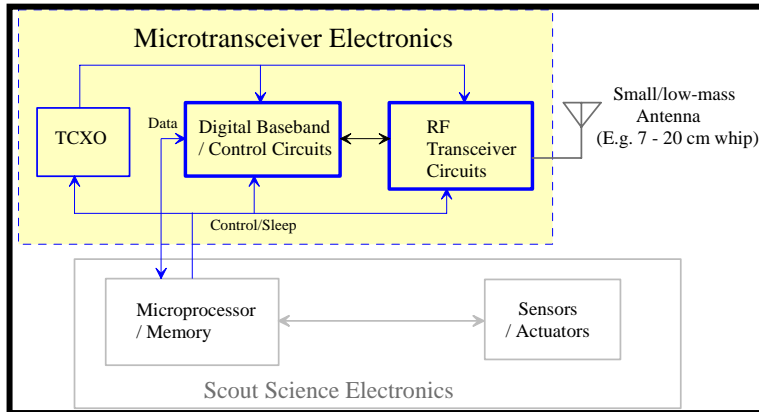 Microtransceiver Electronics
Small/low-mass
Antenna
(E.g. 7 - 20 cm whip)
TCXO
Data
Digital Baseband
/ Control Circuits
RF
Transceiver
Circuits
Control/Sleep
Microprocessor
/ Memory
Sensors
/ Actuators
Scout Science Electronics